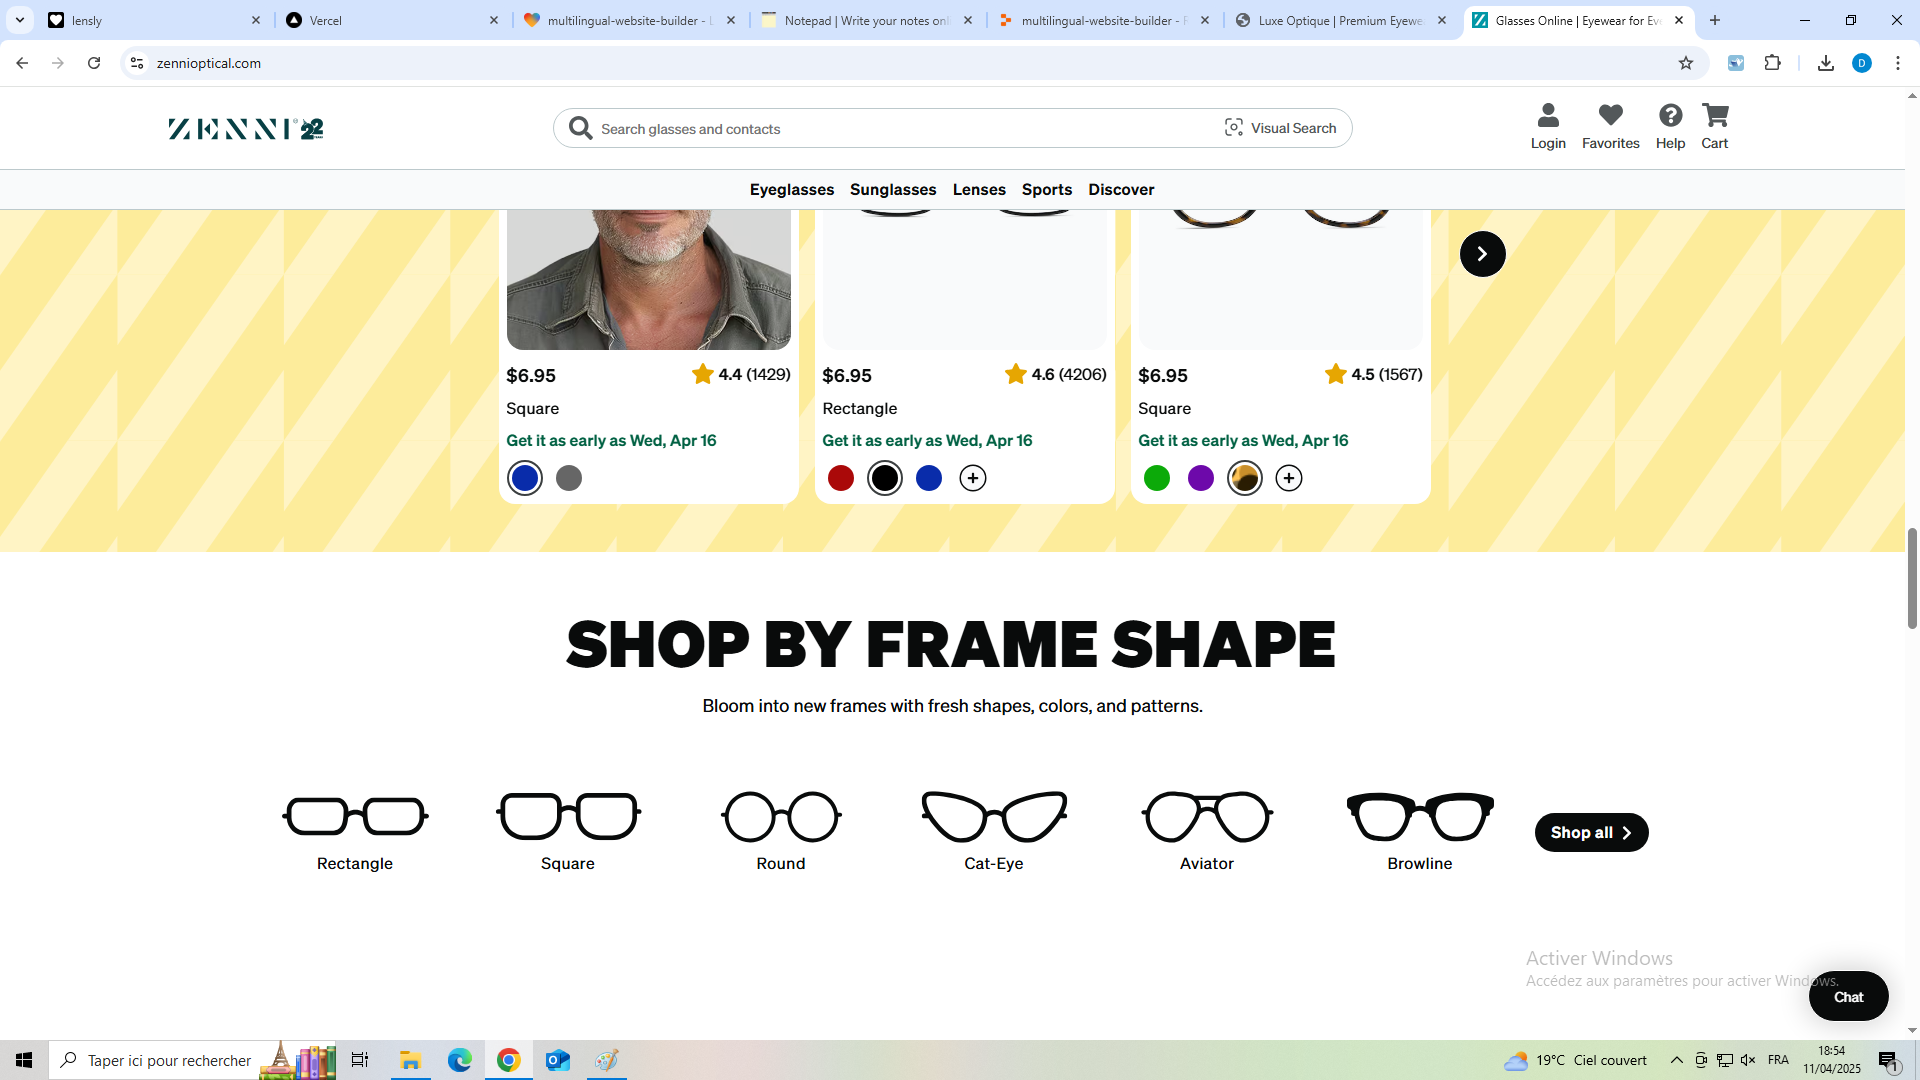 lensly
Vercel
multilingual-website-builder - L
Notepad | Write your notes onl
multilingual-website-builder - R
Luxe Optique | Premium Eyewe
Glasses Online | Eyewear for Eve
zennioptical.com
ZENNI® 22
Search glasses and contacts
Visual Search
Login
Favorites
Help
Cart
Eyeglasses Sunglasses Lenses Sports Discover
$6.95 4.4 (1429)
Square
Get it as early as Wed, Apr 16
$6.95 4.6 (4206)
Rectangle
Get it as early as Wed, Apr 16
$6.95 4.5 (1567)
Square
Get it as early as Wed, Apr 16
SHOP BY FRAME SHAPE
Bloom into new frames with fresh shapes, colors, and patterns.
Rectangle
Square
Round
Cat-Eye
Aviator
Browline
Shop all
Activer Windows
Accédez aux paramètres pour activer Windows.
Chat
Taper ici pour rechercher
19°C Ciel couvert
FRA
18:54
11/04/2025
1
D